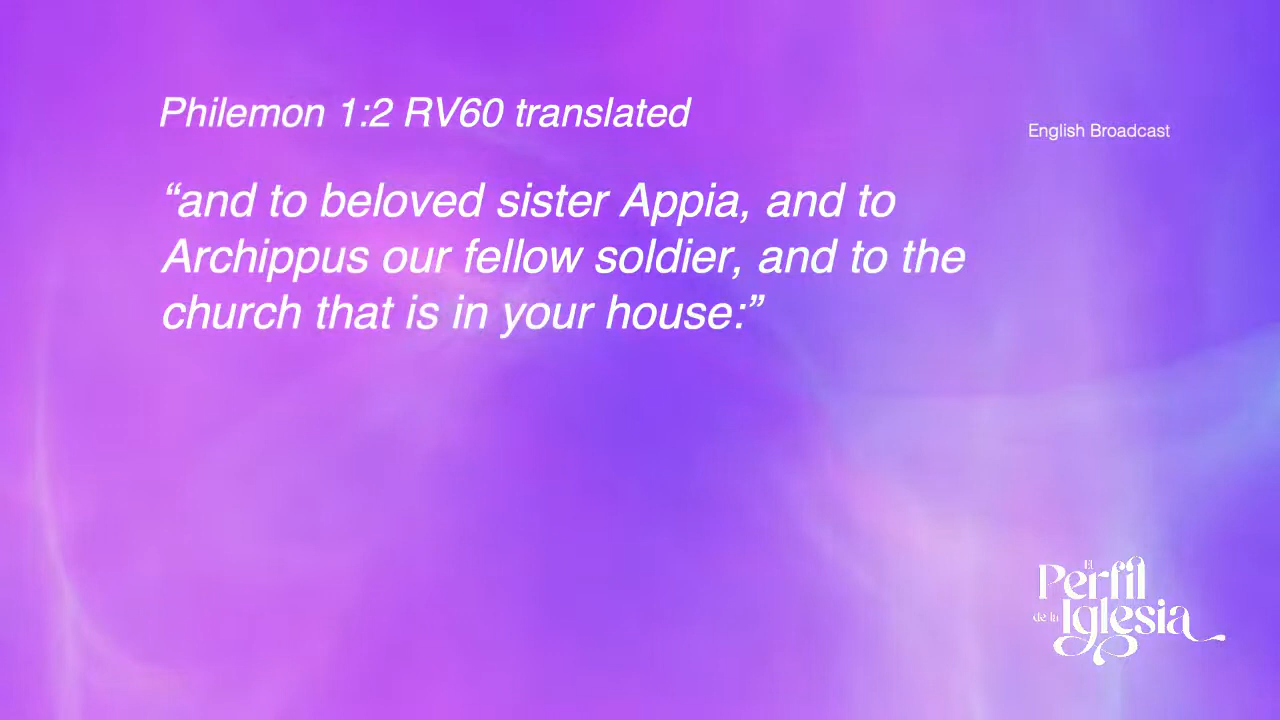 Philemon 1:2 RV60 translated
English Broadcast
“and to beloved sister Appia, and to
Archippus our fellow soldier, and to the
church that is in your house:”
El
Perfil
de la Iglesia